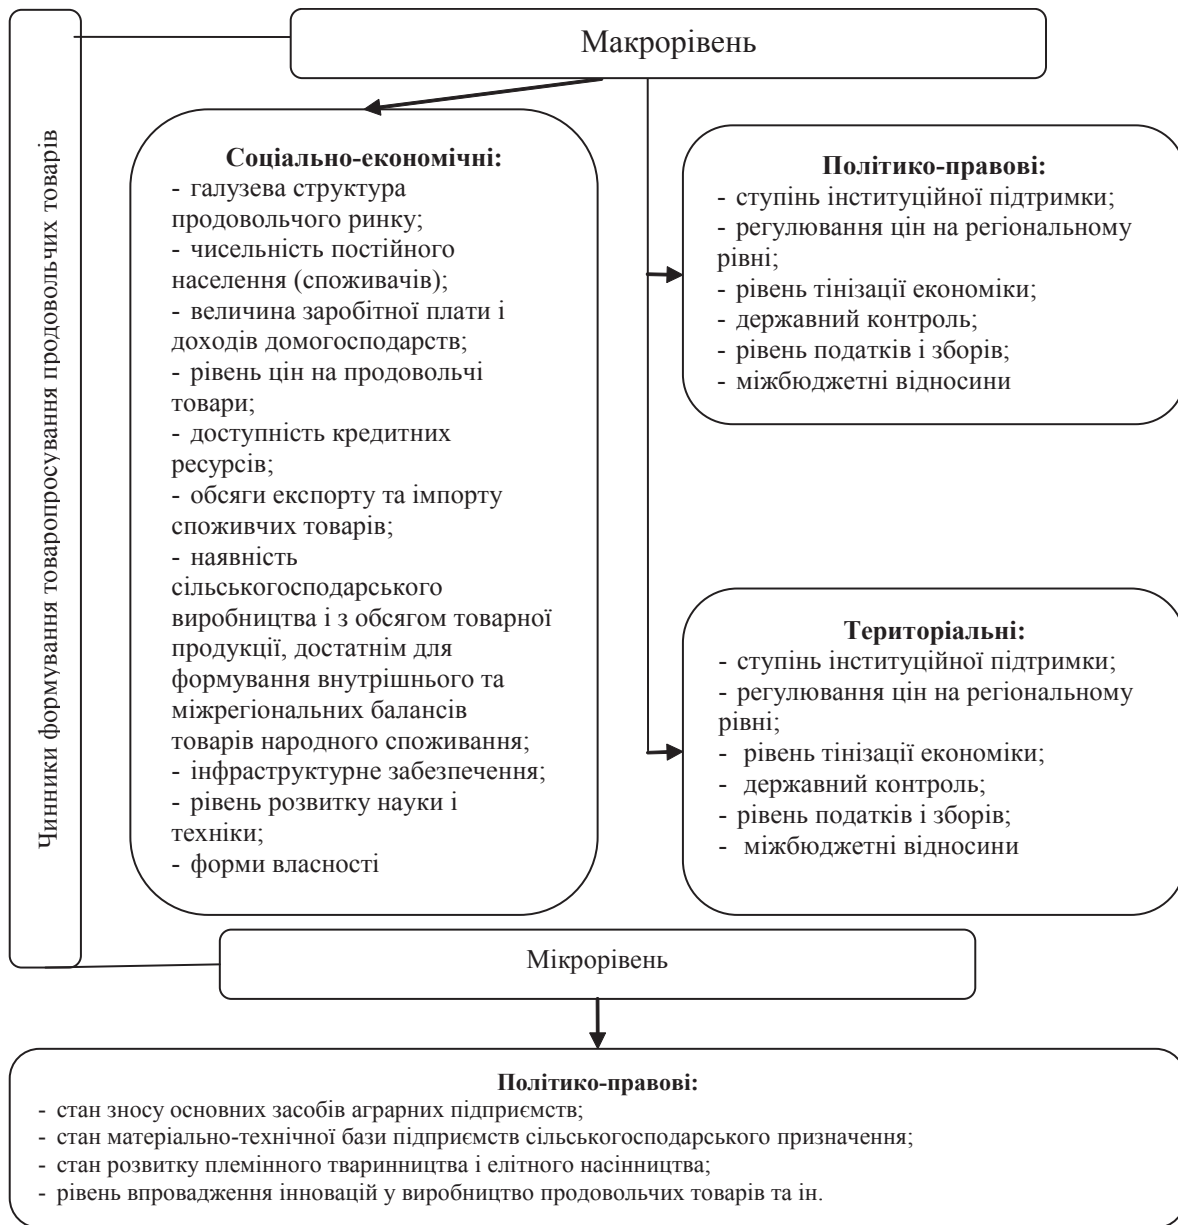 Чинники формування товаропросування продовольчих товарів
Макрорівень
Соціально-економічні:
- галузева структура
продовольчого ринку;
- чисельність постійного
населення (споживачів);
- величина заробітної плати і
доходів домогосподарств;
- рівень цін на продовольчі
товари;
- доступність кредитних
ресурсів;
- обсяги експорту та імпорту
споживчих товарів;
- наявність
сільськогосподарського
виробництва і з обсягом товарної
продукції, достатнім для
формування внутрішнього та
міжрегіональних балансів
товарів народного споживання;
- інфраструктурне забезпечення;
- рівень розвитку науки і
техніки;
- форми власності
Політико-правові:
- ступінь інституційної підтримки;
- регулювання цін на регіональному
рівні;
- рівень тінізації економіки;
- державний контроль;
- рівень податків і зборів;
- міжбюджетні відносини
Територіальні:
- ступінь інституційної підтримки;
- регулювання цін на регіональному
рівні;
- рівень тінізації економіки;
- державний контроль;
- рівень податків і зборів;
- міжбюджетні відносини
Мікрорівень
Політико-правові:
- стан зносу основних засобів аграрних підприємств;
- стан матеріально-технічної бази підприємств сільськогосподарського призначення;
- стан розвитку племінного тваринництва і елітного насінництва;
- рівень впровадження інновацій у виробництво продовольчих товарів та ін.